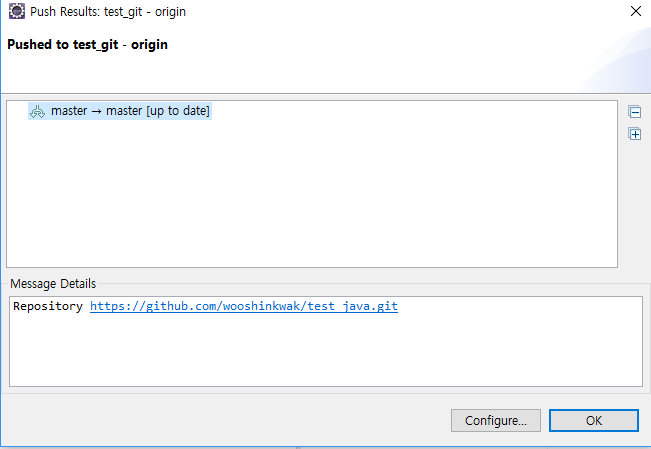 Push Results: test_git - origin
Pushed to test_git - origin
master → master [up to date]
Message Details
Repository https://github.com/wooshinkwak/test_java.git
Configure...
OK